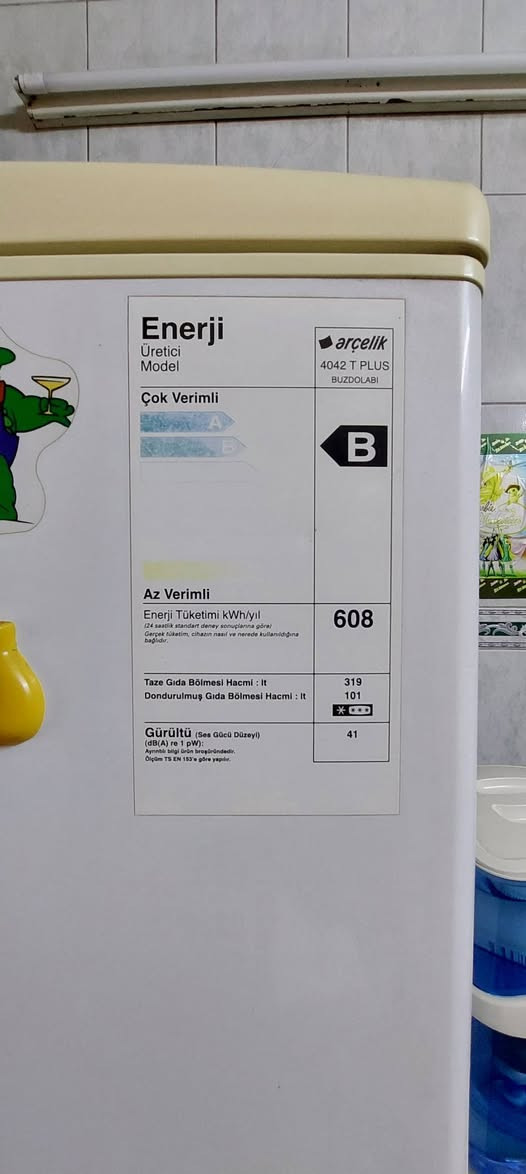 Enerji
Üretici
Model
arçelik
4042 T PLUS
BUZDOLABI
Çok Verimli
A
B
B
Az Verimli
Enerji Tüketimi kWh/yıl
608
(24 saatlik standart deney sonuçlarına göre)
Gerçek tüketim, cihazın nasıl ve nerede kullanıldığına
bağlıdır.
Taze Gıda Bölmesi Hacmi : lt 319
Dondurulmuş Gıda Bölmesi Hacmi : lt 101
Gürültü (Ses Gücü Düzeyi) 41
(dB(A) re 1 pW):
Ayrıntılı bilgi ürün broşüründedir.
Ölçüm TS EN 153'e göre yapılır.